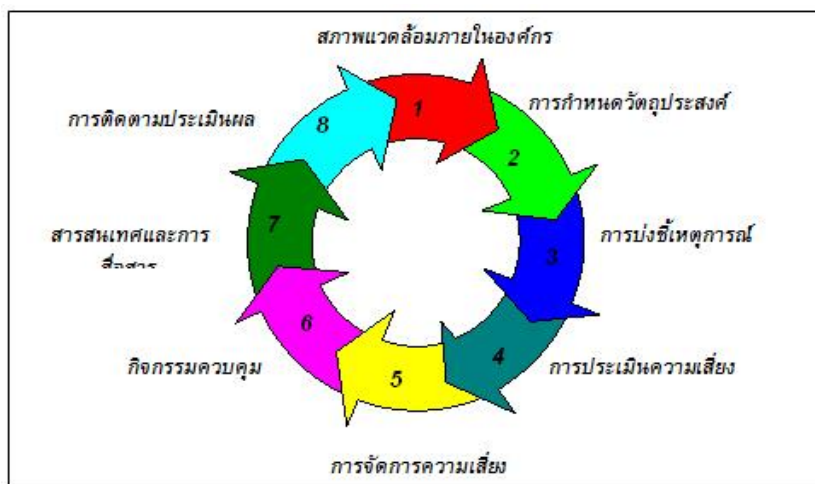 สภาพแวดล้อมภายในองค์กร
1
การกำหนดวัตถุประสงค์
2
การบ่งชี้เหตุการณ์
3
การประเมินความเสี่ยง
4
การจัดการความเสี่ยง
5
กิจกรรมควบคุม
6
สารสนเทศและการ
สื่อสาร
7
การติดตามประเมินผล
8